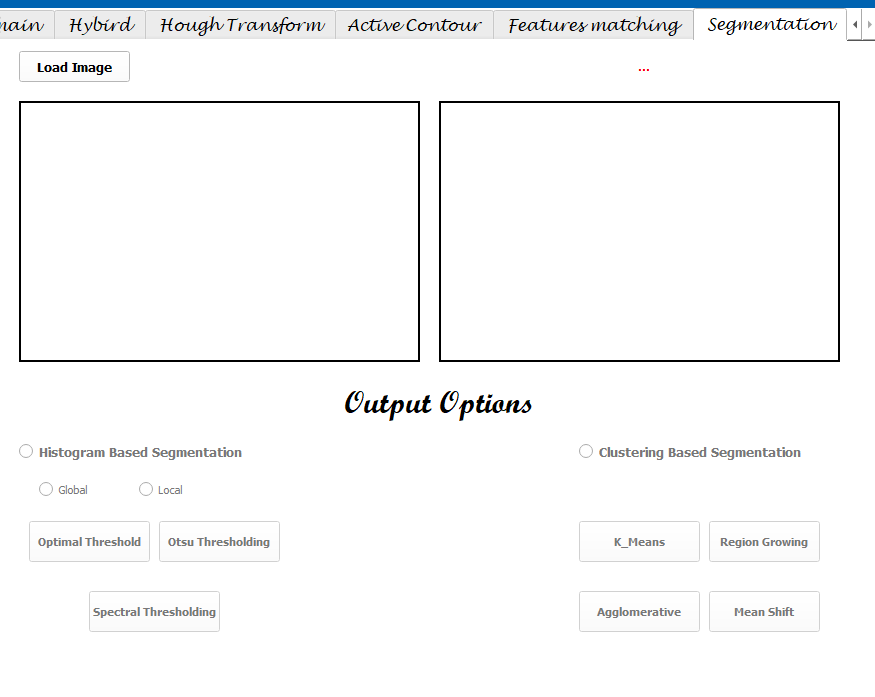 main Hybird Hough Transform Active Contour Features matching Segmentation
Load Image
...
Output Options
Histogram Based Segmentation Clustering Based Segmentation
Global Local
Optimal Threshold Otsu Thresholding K_Means Region Growing
Spectral Thresholding Agglomerative Mean Shift